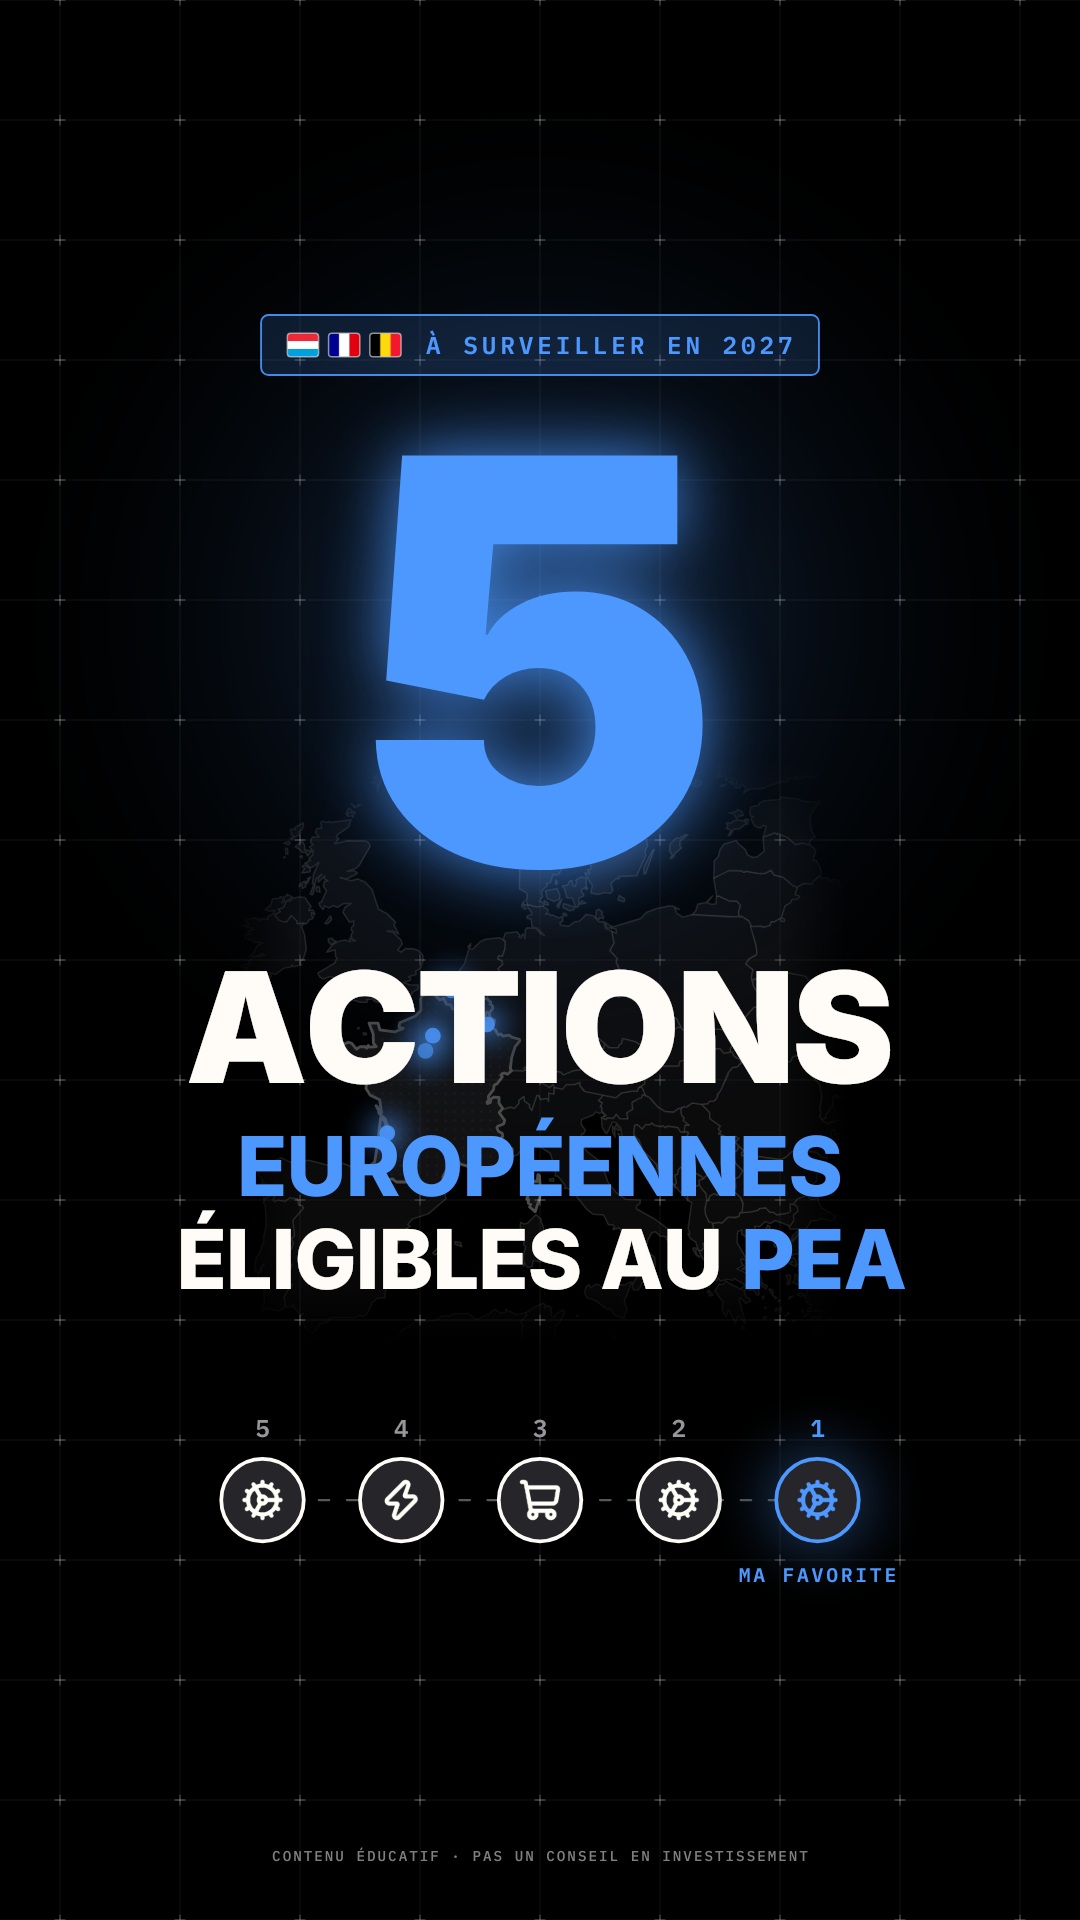 À SURVEILLER EN 2027
5
ACTIONS
EUROPÉENNES
ÉLIGIBLES AU PEA
5 4 3 2 1
MA FAVORITE
CONTENU ÉDUCATIF · PAS UN CONSEIL EN INVESTISSEMENT